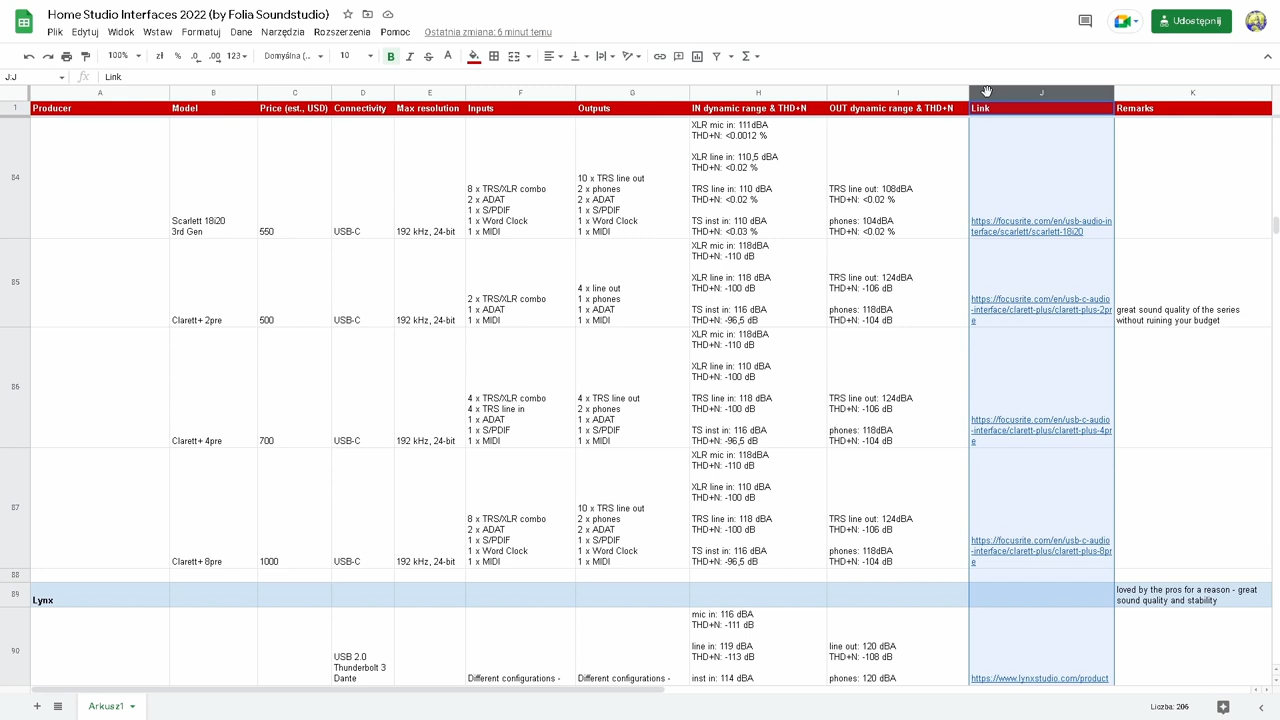 Home Studio Interfaces 2022 (by Folia Soundstudio)
Udostępnij
Plik Edytuj Widok Wstaw Formatuj Dane Narzędzia Rozszerzenia Pomoc Ostatnia zmiana: 6 minut temu
100% zł % .0 .00 123 Domyślna (... 10 B I S A
J:J fx Link
A B C D E F G H I J K
1 Producer Model Price (est., USD) Connectivity Max resolution Inputs Outputs IN dynamic range & THD+N OUT dynamic range & THD+N Link Remarks
84
Scarlett 18i20
3rd Gen
550
USB-C
192 kHz, 24-bit
8 x TRS/XLR combo
2 x ADAT
1 x S/PDIF
1 x Word Clock
1 x MIDI
10 x TRS line out
2 x phones
2 x ADAT
1 x S/PDIF
1 x Word Clock
1 x MIDI
XLR mic in: 111dBA
THD+N: <0.0012 %
XLR line in: 110,5 dBA
THD+N: <0.02 %
TRS line in: 110 dBA
THD+N: <0.02 %
TS inst in: 110 dBA
THD+N: <0.03 %
TRS line out: 108dBA
THD+N: <0.02 %
phones: 104dBA
THD+N: <0.02 %
https://focusrite.com/en/usb-audio-in
terface/scarlett/scarlett-18i20
85
Clarett+ 2pre
500
USB-C
192 kHz, 24-bit
2 x TRS/XLR combo
1 x ADAT
1 x MIDI
4 x line out
1 x phones
1 x MIDI
XLR mic in: 118dBA
THD+N: -110 dB
XLR line in: 118 dBA
THD+N: -100 dB
TS inst in: 116 dBA
THD+N: -96,5 dB
TRS line out: 124dBA
THD+N: -106 dB
phones: 118dBA
THD+N: -104 dB
https://focusrite.com/en/usb-c-audio
-interface/clarett-plus/clarett-plus-2pr
e
great sound quality of the series
without ruining your budget
86
Clarett+ 4pre
700
USB-C
192 kHz, 24-bit
4 x TRS/XLR combo
4 x TRS line in
1 x ADAT
1 x S/PDIF
1 x MIDI
4 x TRS line out
2 x phones
1 x ADAT
1 x S/PDIF
1 x MIDI
XLR mic in: 118dBA
THD+N: -110 dB
XLR line in: 110 dBA
THD+N: -100 dB
TRS line in: 118 dBA
THD+N: -100 dB
TS inst in: 116 dBA
THD+N: -96,5 dB
TRS line out: 124dBA
THD+N: -106 dB
phones: 118dBA
THD+N: -104 dB
https://focusrite.com/en/usb-c-audio
-interface/clarett-plus/clarett-plus-4pr
e
87
Clarett+ 8pre
1000
USB-C
192 kHz, 24-bit
8 x TRS/XLR combo
2 x ADAT
1 x S/PDIF
1 x Word Clock
1 x MIDI
10 x TRS line out
2 x phones
2 x ADAT
1 x S/PDIF
1 x MIDI
XLR mic in: 118dBA
THD+N: -110 dB
XLR line in: 110 dBA
THD+N: -100 dB
TRS line in: 118 dBA
THD+N: -100 dB
TS inst in: 116 dBA
THD+N: -96,5 dB
TRS line out: 124dBA
THD+N: -106 dB
phones: 118dBA
THD+N: -104 dB
https://focusrite.com/en/usb-c-audio
-interface/clarett-plus/clarett-plus-8pr
e
88
89
Lynx
loved by the pros for a reason - great
sound quality and stability
90
USB 2.0
Thunderbolt 3
Dante
Different configurations -
Different configurations -
mic in: 116 dBA
THD+N: -111 dB
line in: 119 dBA
THD+N: -113 dB
inst in: 114 dBA
line out: 120 dBA
THD+N: -108 dB
phones: 120 dBA
https://www.lynxstudio.com/product
Arkusz1
Liczba: 206